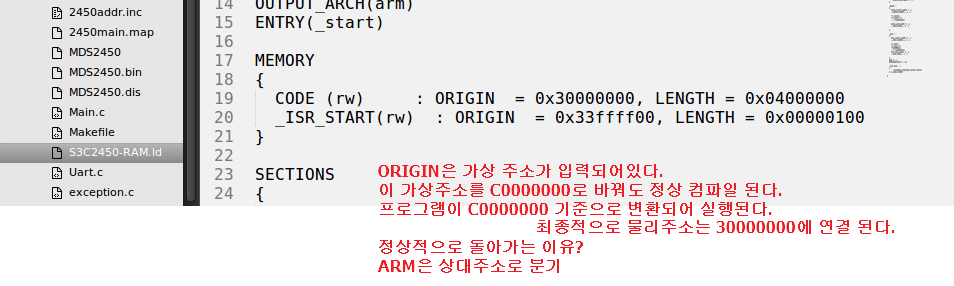 2450addr.inc
2450main.map
MDS2450
MDS2450.bin
MDS2450.dis
Main.c
Makefile
S3C2450-RAM.ld
Uart.c
exception.c
14 OUTPUT_ARCH(arm)
15 ENTRY(_start)
16
17 MEMORY
18 {
19 CODE (rw) : ORIGIN = 0x30000000, LENGTH = 0x04000000
20 _ISR_START(rw) : ORIGIN = 0x33ffff00, LENGTH = 0x00000100
21 }
22
23 SECTIONS
24 {
ORIGIN은 가상 주소가 입력되어있다.
이 가상주소를 C0000000로 바꿔도 정상 컴파일 된다.
프로그램이 C0000000 기준으로 변환되어 실행된다.
최종적으로 물리주소는 30000000에 연결 된다.
정상적으로 돌아가는 이유?
ARM은 상대주소로 분기